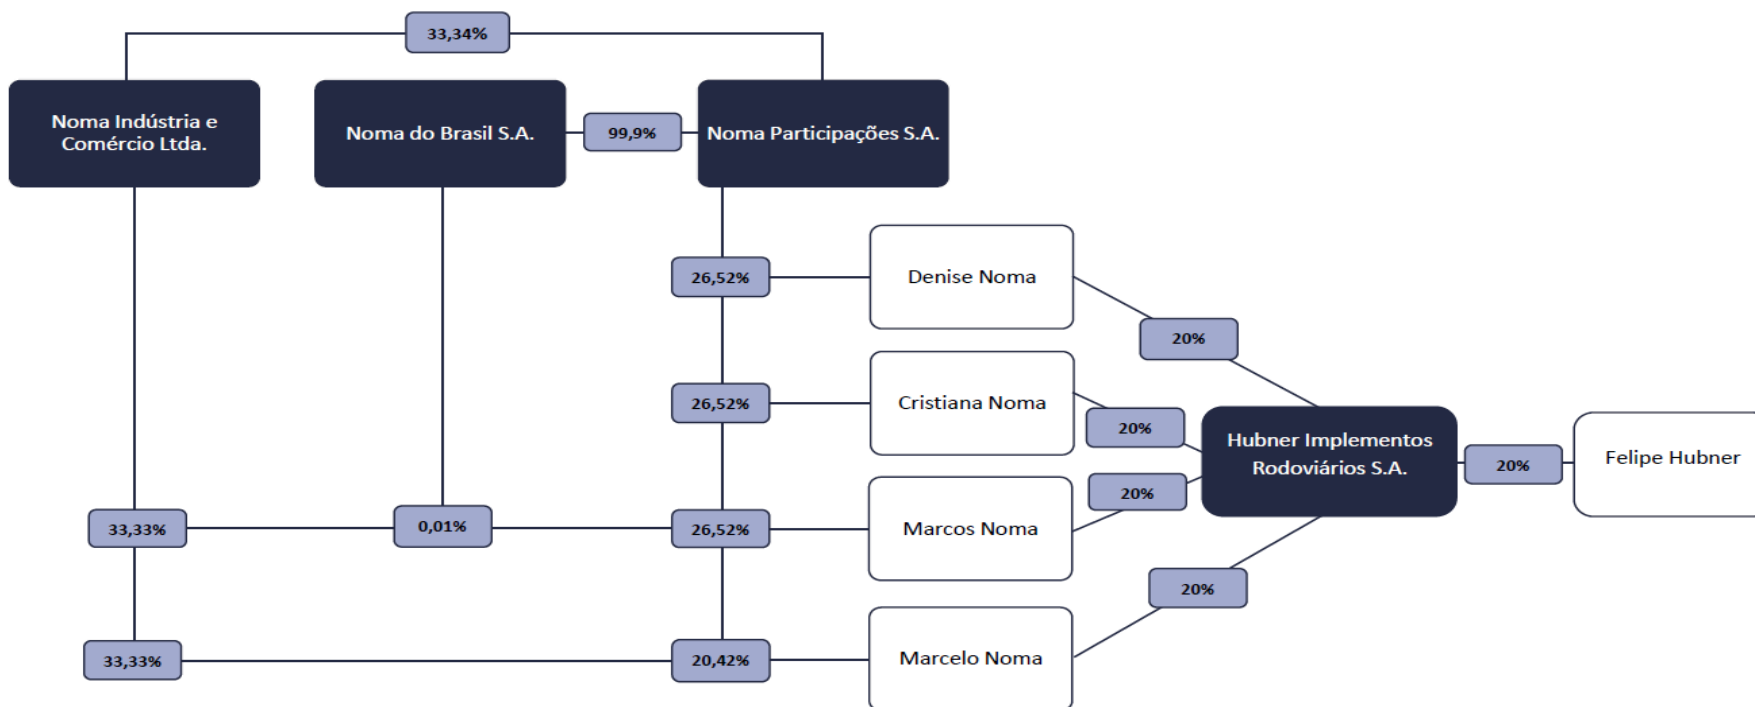 33,34%
Noma Indústria e
Comércio Ltda.
Noma do Brasil S.A.
99,9%
Noma Participações S.A.
26,52%
Denise Noma
20%
26,52%
Cristiana Noma
20%
Hubner Implementos
Rodoviários S.A.
20%
Felipe Hubner
20%
33,33%
0,01%
26,52%
Marcos Noma
20%
33,33%
20,42%
Marcelo Noma